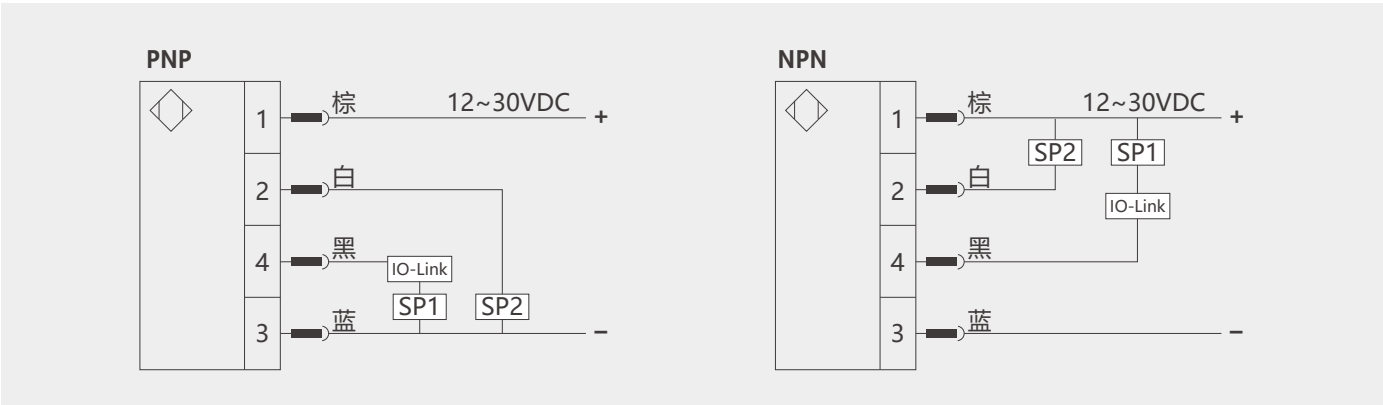 PNP
1 棕 12~30VDC +
2 白
4 黑
IO-Link
SP1 SP2
3 蓝 −
NPN
1 棕 12~30VDC +
SP2 SP1
2 白
IO-Link
4 黑
3 蓝 −